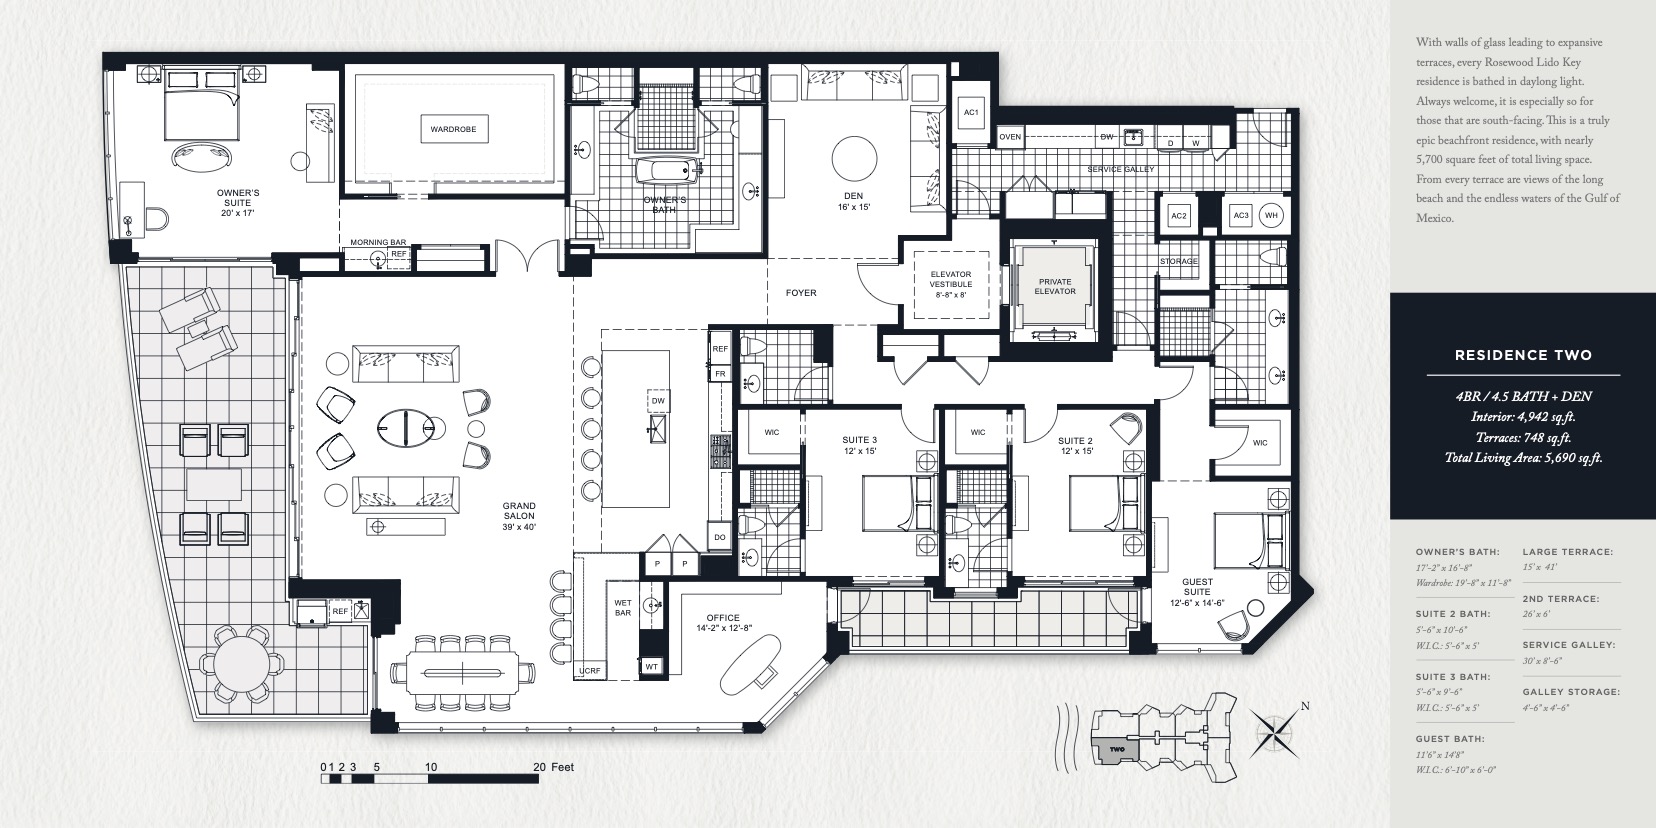 WARDROBE
OWNER'S
SUITE
20' x 17'
MORNING BAR
REF
OWNER'S
BATH
DEN
16' x 15'
AC1
OVEN
DW
D
W
SERVICE GALLEY
AC2
AC3
WH
STORAGE
ELEVATOR
VESTIBULE
8'-8" x 8'
PRIVATE
ELEVATOR
FOYER
REF
FR
DW
DO
P
P
WIC
SUITE 3
12' x 15'
WIC
SUITE 2
12' x 15'
WIC
GRAND
SALON
39' x 40'
REF
WET
BAR
UCRF
WT
OFFICE
14'-2" x 12'-8"
GUEST
SUITE
12'-6" x 14'-6"
0 1 2 3 5 10 20 Feet
TWO
N
With walls of glass leading to expansive
terraces, every Rosewood Lido Key
residence is bathed in daylong light.
Always welcome, it is especially so for
those that are south-facing. This is a truly
epic beachfront residence, with nearly
5,700 square feet of total living space.
From every terrace are views of the long
beach and the endless waters of the Gulf of
Mexico.
RESIDENCE TWO
4BR / 4.5 BATH + DEN
Interior: 4,942 sq.ft.
Terraces: 748 sq.ft.
Total Living Area: 5,690 sq.ft.
OWNER'S BATH:
17'-2" x 16'-8"
Wardrobe: 19'-8" x 11'-8"
SUITE 2 BATH:
5'-6" x 10'-6"
W.I.C.: 5'-6" x 5'
SUITE 3 BATH:
5'-6" x 9'-6"
W.I.C.: 5'-6" x 5'
GUEST BATH:
11'6" x 14'8"
W.I.C.: 6'-10" x 6'-0"
LARGE TERRACE:
15' x 41'
2ND TERRACE:
26' x 6'
SERVICE GALLEY:
30' x 8'-6"
GALLEY STORAGE:
4'-6" x 4'-6"